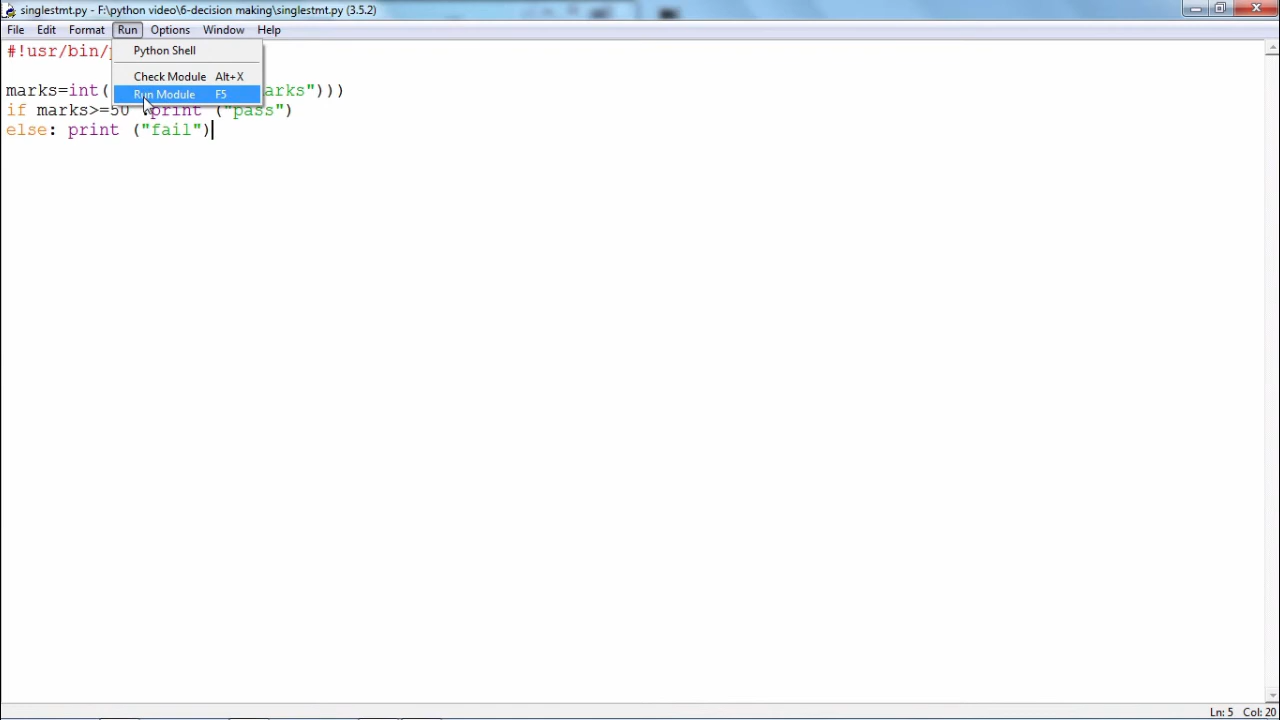 singlestmt.py - F:\python video\6-decision making\singlestmt.py (3.5.2)
File Edit Format Run Options Window Help
#!usr/bin/
Python Shell
Check Module Alt+X
Run Module F5
marks=int( arks")))
if marks>=50 :print ("pass")
else: print ("fail")
Ln: 5 Col: 20